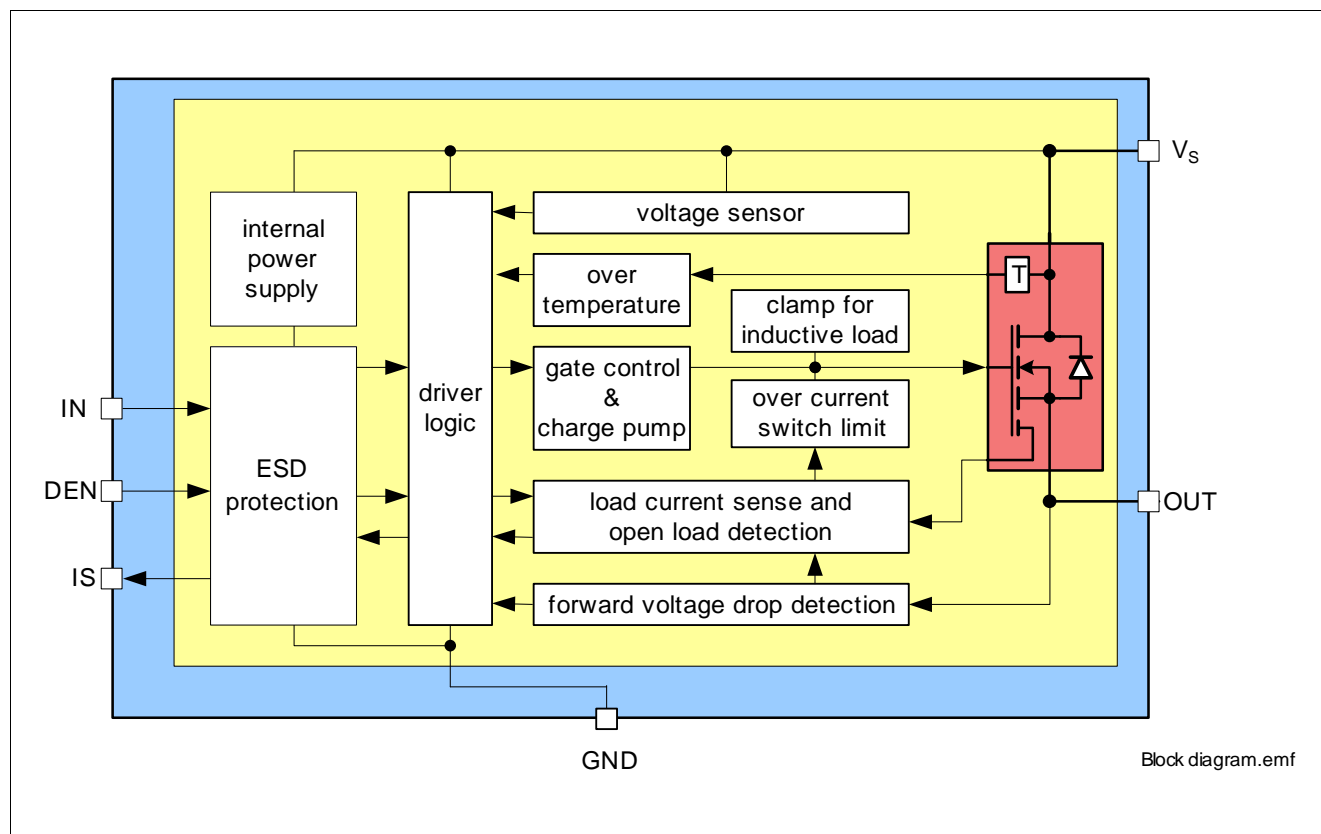 VS
voltage sensor
internal
power
supply
T
over
temperature
clamp for
inductive load
gate control
&
charge pump
driver
logic
IN
over current
switch limit
ESD
protection
DEN
load current sense and
open load detection
OUT
IS
forward voltage drop detection
GND
Block diagram.emf